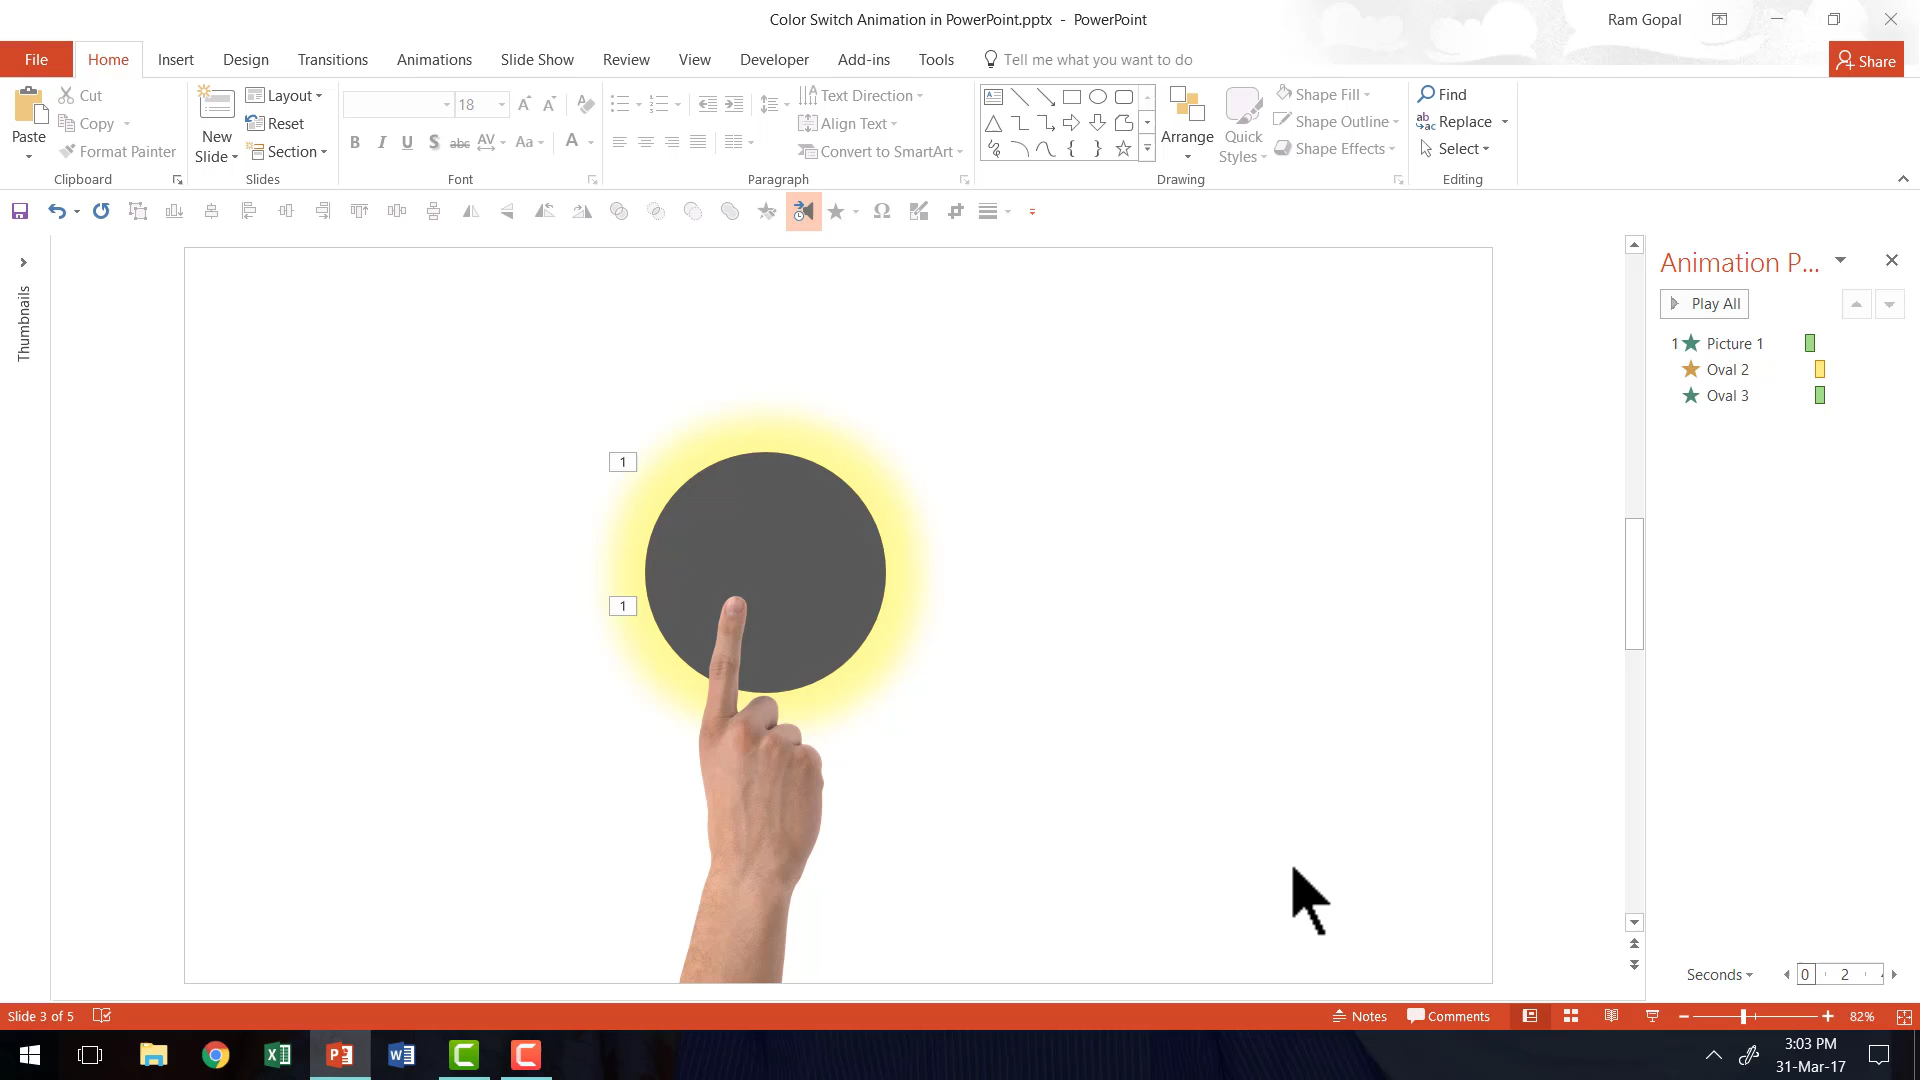 Color Switch Animation in PowerPoint.pptx - PowerPoint
Ram Gopal
File Home Insert Design Transitions Animations Slide Show Review View Developer Add-ins Tools Tell me what you want to do Share
Paste
Cut
Copy
Format Painter
Clipboard
New
Slide
Layout
Reset
Section
Slides
18
B I U S abc AV Aa A
Font
Text Direction
Align Text
Convert to SmartArt
Paragraph
Arrange
Quick
Styles
Shape Fill
Shape Outline
Shape Effects
Drawing
Find
Replace
Select
Editing
Thumbnails
1
1
Animation P...
Play All
1 Picture 1
Oval 2
Oval 3
Seconds 0 2
Slide 3 of 5
Notes Comments 82%
3:03 PM
31-Mar-17